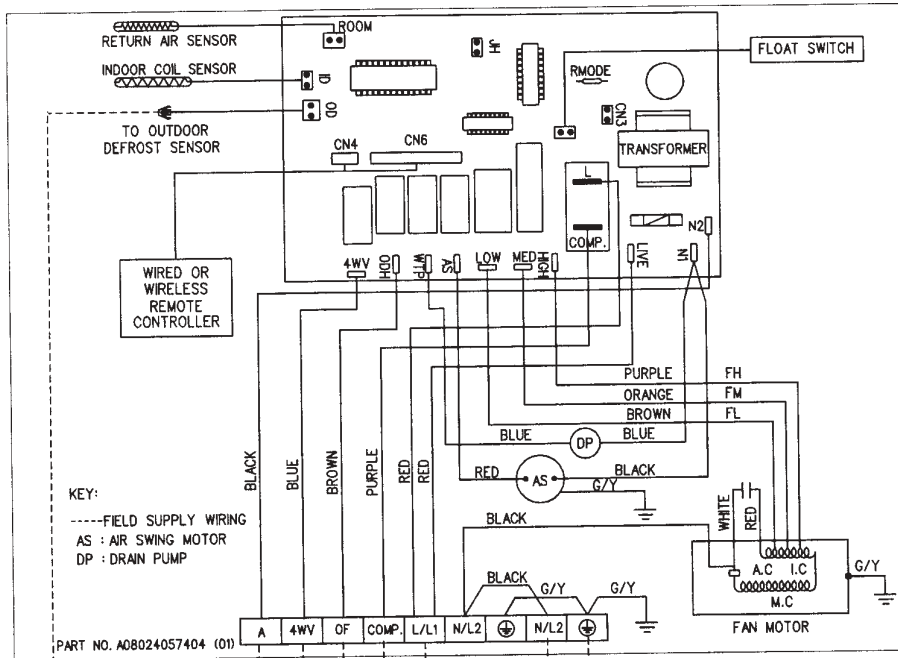 RETURN AIR SENSOR
ROOM
INDOOR COIL SENSOR
ID
OD
TO OUTDOOR
DEFROST SENSOR
JH
RMODE
FLOAT SWITCH
CN3
TRANSFORMER
CN4
CN6
L
COMP.
N2
WIRED OR
WIRELESS
REMOTE
CONTROLLER
4WV
ODH
WTP
AS
LOW
MED
HIGH
LIVE
N1
PURPLE FH
ORANGE FM
BROWN FL
BLUE
DP
BLUE
RED
AS
BLACK
G/Y
BLACK
BLUE
BROWN
PURPLE
RED
RED
KEY:
-----FIELD SUPPLY WIRING
AS : AIR SWING MOTOR
DP : DRAIN PUMP
BLACK
WHITE
RED
A.C I.C
M.C
G/Y
FAN MOTOR
BLACK
G/Y
G/Y
A 4WV OF COMP. L/L1 N/L2 N/L2
PART NO. A08024057404 (01)